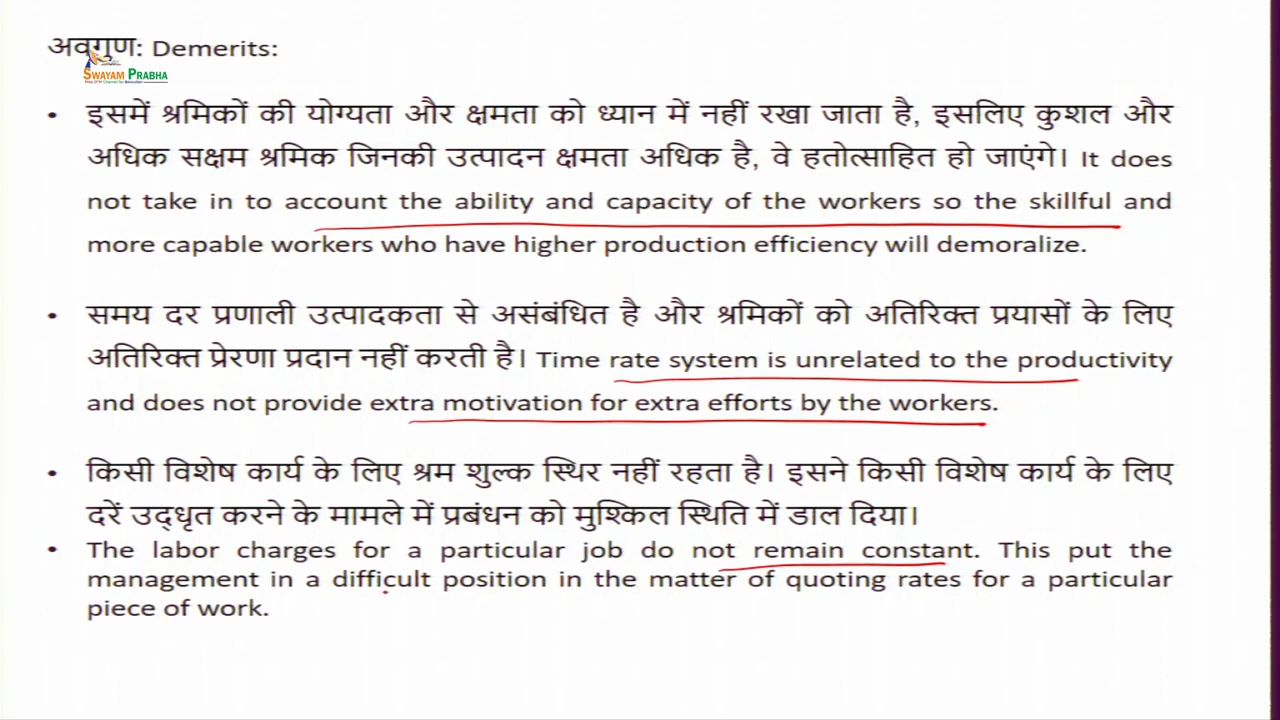 अवगुण: Demerits:
SWAYAM PRABHA
• इसमें श्रमिकों की योग्यता और क्षमता को ध्यान में नहीं रखा जाता है, इसलिए कुशल और
अधिक सक्षम श्रमिक जिनकी उत्पादन क्षमता अधिक है, वे हतोत्साहित हो जाएंगे। It does
not take in to account the ability and capacity of the workers so the skillful and
more capable workers who have higher production efficiency will demoralize.
• समय दर प्रणाली उत्पादकता से असंबंधित है और श्रमिकों को अतिरिक्त प्रयासों के लिए
अतिरिक्त प्रेरणा प्रदान नहीं करती है। Time rate system is unrelated to the productivity
and does not provide extra motivation for extra efforts by the workers.
• किसी विशेष कार्य के लिए श्रम शुल्क स्थिर नहीं रहता है। इसने किसी विशेष कार्य के लिए
दरें उद्धृत करने के मामले में प्रबंधन को मुश्किल स्थिति में डाल दिया।
• The labor charges for a particular job do not remain constant. This put the
management in a difficult position in the matter of quoting rates for a particular
piece of work.